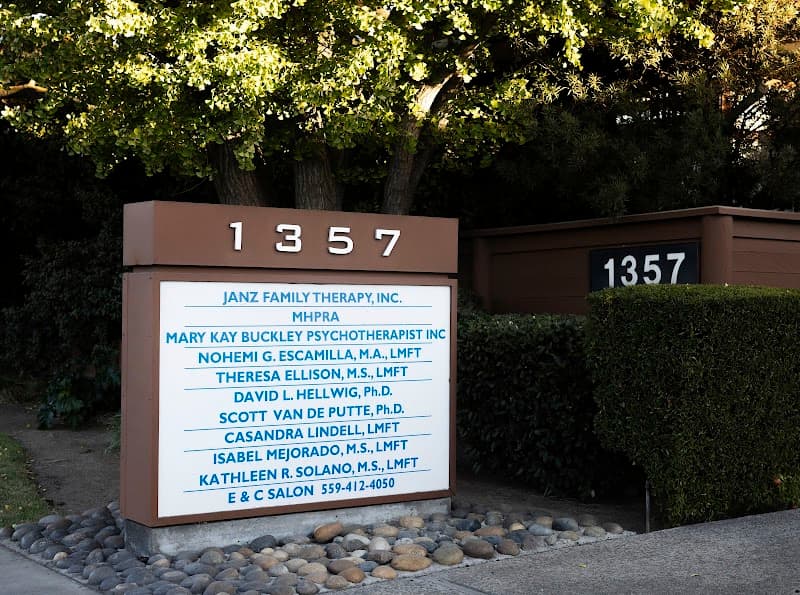 1357
1357
JANZ FAMILY THERAPY, INC.
MHPRA
MARY KAY BUCKLEY PSYCHOTHERAPIST INC
NOHEMI G. ESCAMILLA, M.A., LMFT
THERESA ELLISON, M.S., LMFT
DAVID L. HELLWIG, Ph.D.
SCOTT VAN DE PUTTE, Ph.D.
CASANDRA LINDELL, LMFT
ISABEL MEJORADO, M.S., LMFT
KATHLEEN R. SOLANO, M.S., LMFT
E & C SALON 559-412-4050